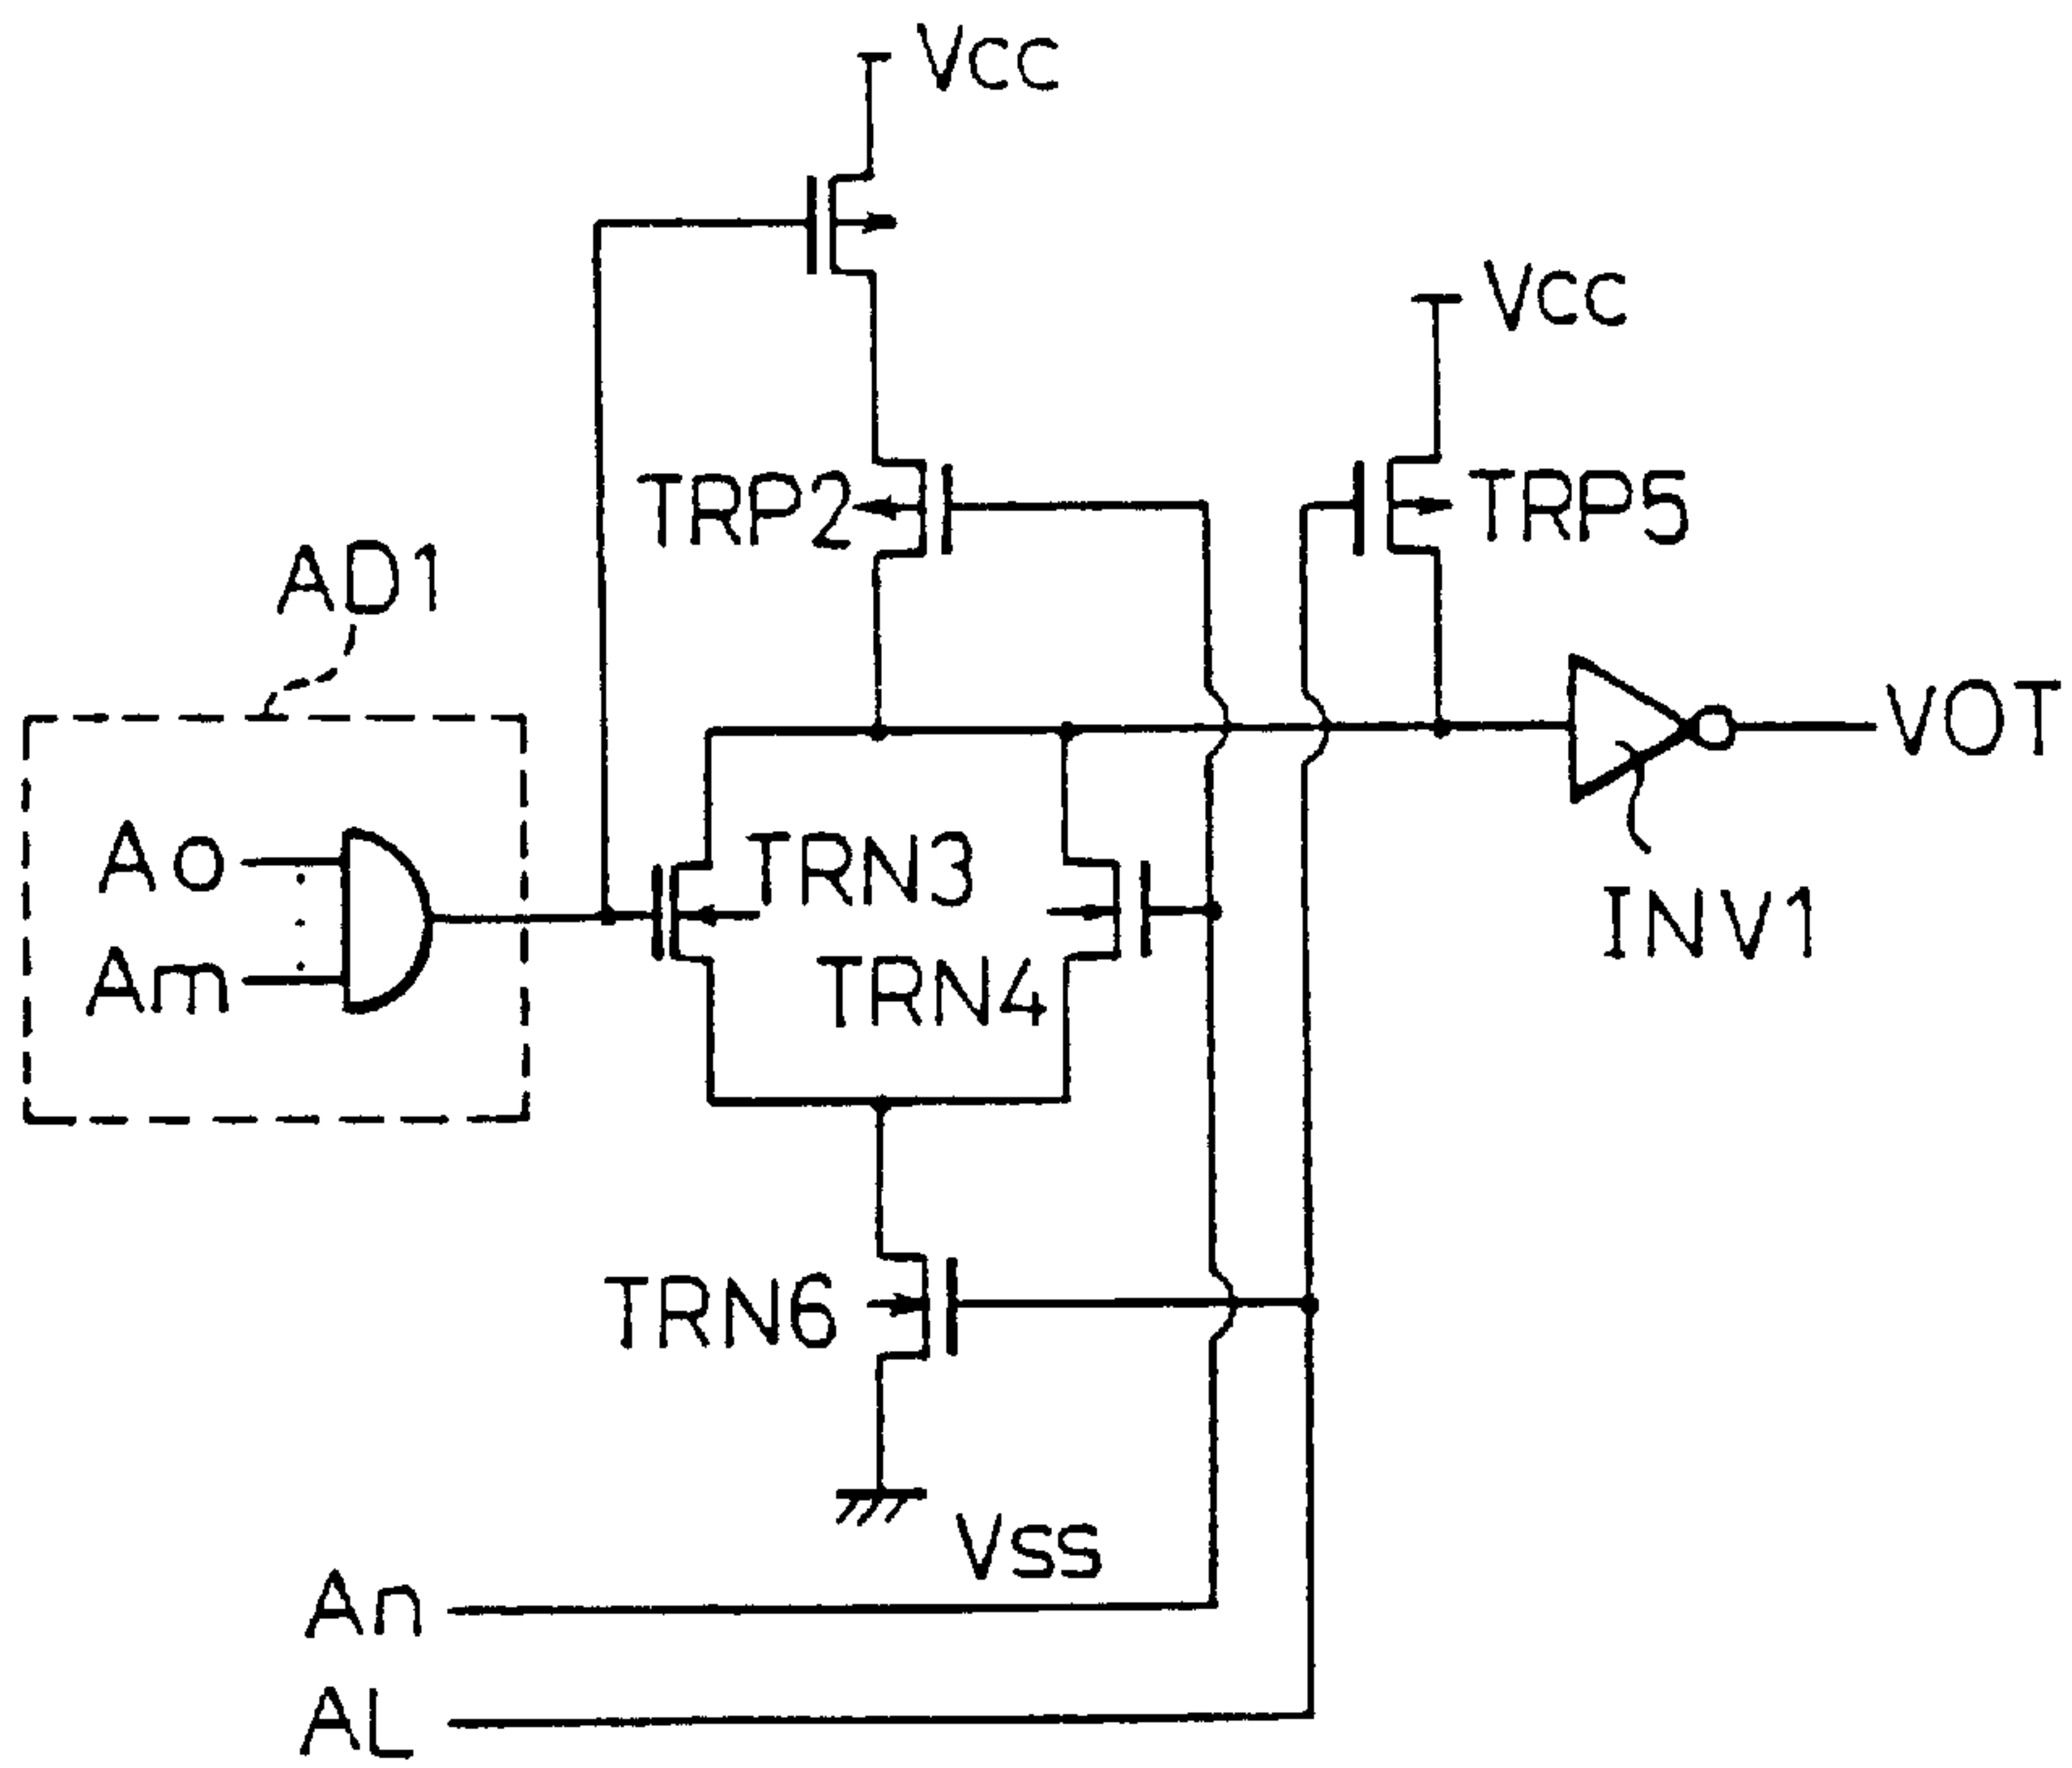 Vcc
Vcc
TRP2
TRP5
AD1
VOT
Ao
TRN3
INV1
Am
TRN4
TRN6
Vss
An
AL